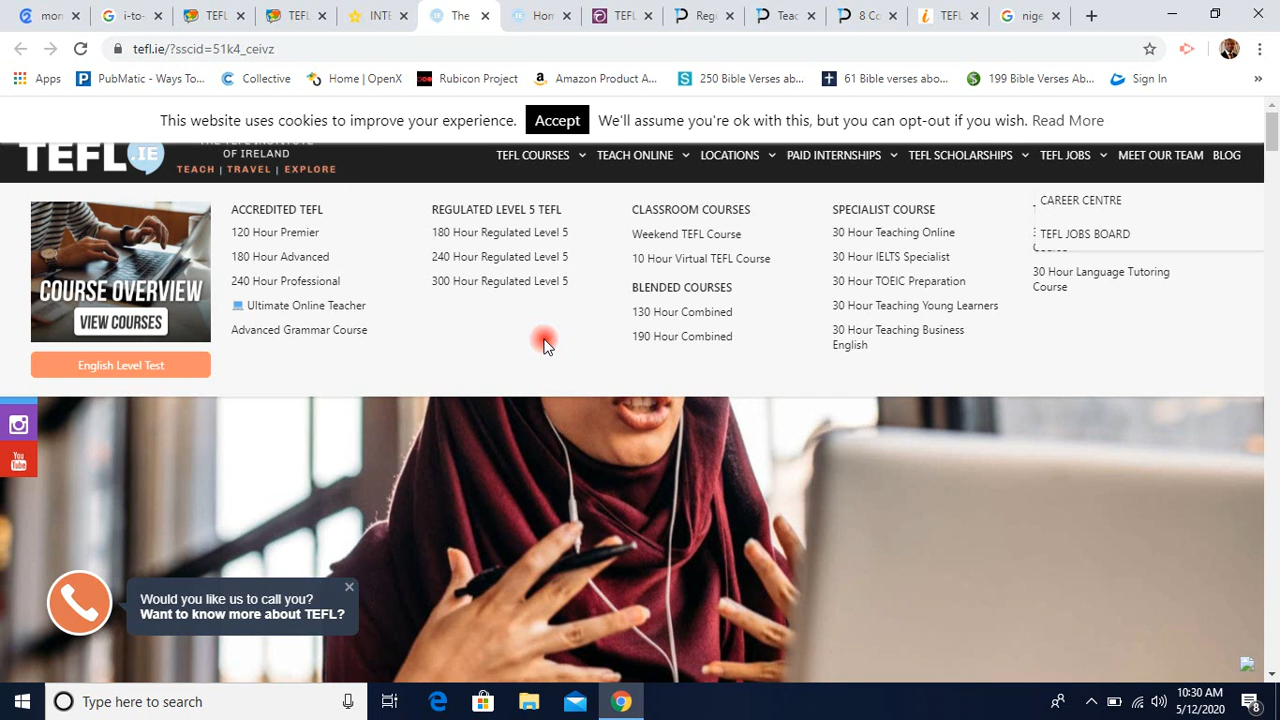 mon
i-to-
TEFL
TEFL
INTE
The
Hom
TEFL
Regi
Teac
8 Co
TEFL
nige
tefl.ie/?sscid=51k4_ceivz
Apps
PubMatic - Ways To...
Collective
Home | OpenX
Rubicon Project
Amazon Product A...
250 Bible Verses ab...
61 Bible verses abo...
199 Bible Verses Ab...
Sign In
»
This website uses cookies to improve your experience. Accept We'll assume you're ok with this, but you can opt-out if you wish. Read More
TEFL.IE
THE TEFL INSTITUTE
OF IRELAND
TEACH | TRAVEL | EXPLORE
TEFL COURSES
TEACH ONLINE
LOCATIONS
PAID INTERNSHIPS
TEFL SCHOLARSHIPS
TEFL JOBS
MEET OUR TEAM
BLOG
COURSE OVERVIEW
VIEW COURSES
English Level Test
ACCREDITED TEFL
120 Hour Premier
180 Hour Advanced
240 Hour Professional
Ultimate Online Teacher
Advanced Grammar Course
REGULATED LEVEL 5 TEFL
180 Hour Regulated Level 5
240 Hour Regulated Level 5
300 Hour Regulated Level 5
CLASSROOM COURSES
Weekend TEFL Course
10 Hour Virtual TEFL Course
BLENDED COURSES
130 Hour Combined
190 Hour Combined
SPECIALIST COURSE
30 Hour Teaching Online
30 Hour IELTS Specialist
30 Hour TOEIC Preparation
30 Hour Teaching Young Learners
30 Hour Teaching Business
English
CAREER CENTRE
TEFL JOBS BOARD
30 Hour Language Tutoring
Course
You
Tube
Would you like us to call you?
Want to know more about TEFL?
Type here to search
10:30 AM
5/12/2020
8